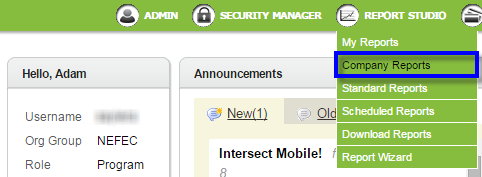 ADMIN SECURITY MANAGER REPORT STUDIO
My Reports
Company Reports
Standard Reports
Scheduled Reports
Download Reports
Report Wizard
Hello, Adam
Username
Org Group NEFEC
Role Program
Announcements
New(1) Old
Intersect Mobile! f
8